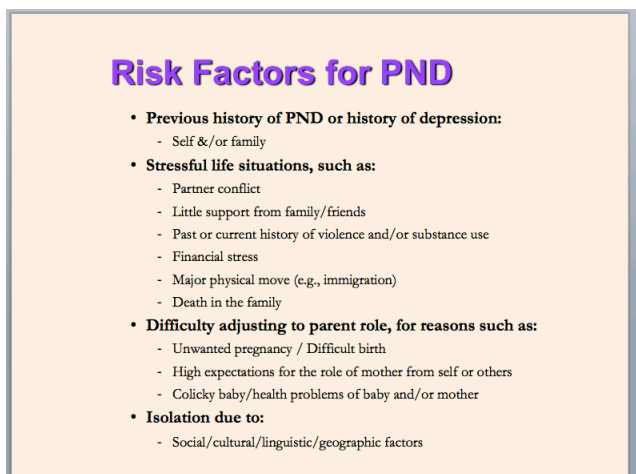 Risk Factors for PND
• Previous history of PND or history of depression:
- Self &/or family
• Stressful life situations, such as:
- Partner conflict
- Little support from family/friends
- Past or current history of violence and/or substance use
- Financial stress
- Major physical move (e.g., immigration)
- Death in the family
• Difficulty adjusting to parent role, for reasons such as:
- Unwanted pregnancy / Difficult birth
- High expectations for the role of mother from self or others
- Colicky baby/health problems of baby and/or mother
• Isolation due to:
- Social/cultural/linguistic/geographic factors